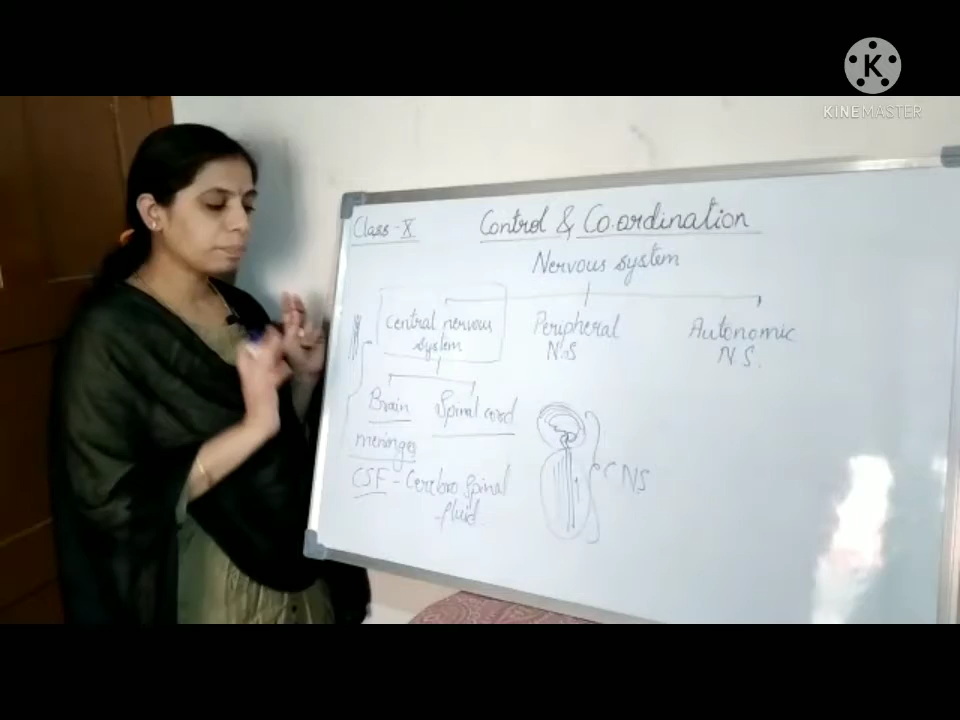 K
KINEMASTER
Class-X
Control & Co.ordination
Nervous system
Central nervous
system
Peripheral
N.S
Autonomic
N S.
Brain
Spinal cord
meninges
CSF - Cerebro Spinal
-fluid.
CNS